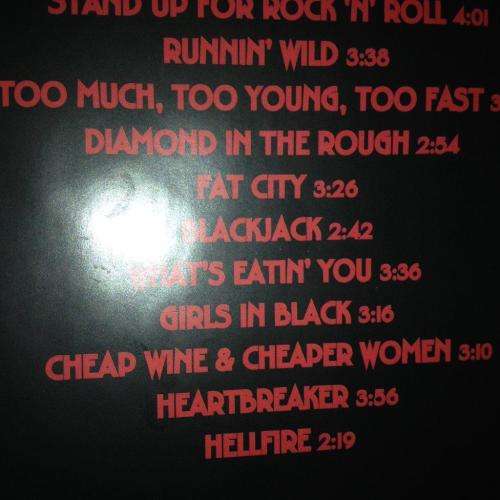 STAND UP FOR ROCK 'N' ROLL 4:01
RUNNIN' WILD 3:38
TOO MUCH, TOO YOUNG, TOO FAST
DIAMOND IN THE ROUGH 2:54
FAT CITY 3:26
BLACKJACK 2:42
WHAT'S EATIN' YOU 3:36
GIRLS IN BLACK 3:16
CHEAP WINE & CHEAPER WOMEN 3:10
HEARTBREAKER 3:56
HELLFIRE 2:19